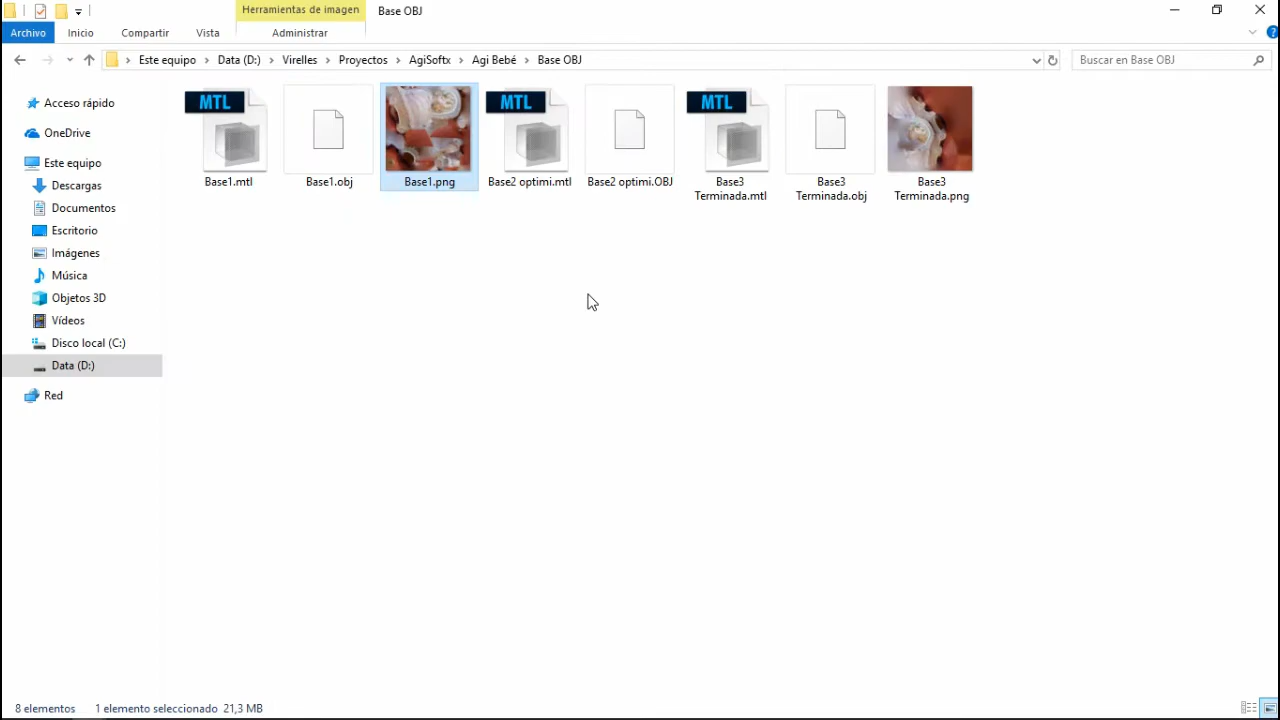 Herramientas de imagen Base OBJ
Archivo Inicio Compartir Vista Administrar
Este equipo Data (D:) Virelles Proyectos AgiSoftx Agi Bebé Base OBJ Buscar en Base OBJ
Acceso rápido
OneDrive
Este equipo
Descargas
Documentos
Escritorio
Imágenes
Música
Objetos 3D
Vídeos
Disco local (C:)
Data (D:)
Red
MTL MTL MTL
Base1.mtl Base1.obj Base1.png Base2 optimi.mtl Base2 optimi.OBJ Base3 Base3 Base3
Terminada.mtl Terminada.obj Terminada.png
8 elementos 1 elemento seleccionado 21,3 MB